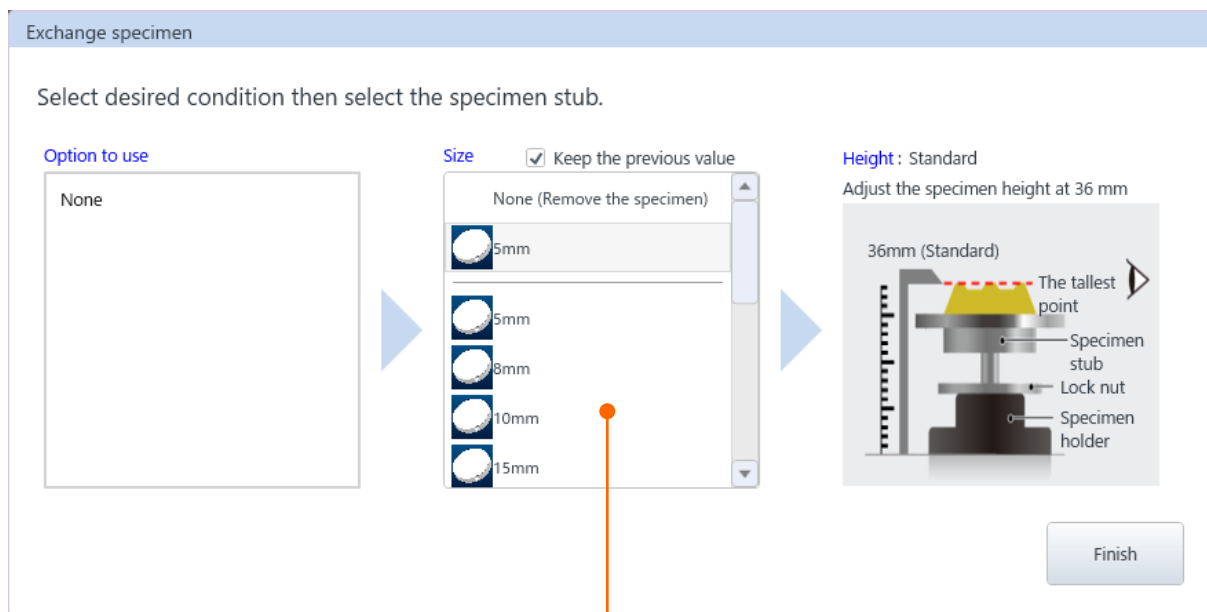 Exchange specimen
Select desired condition then select the specimen stub.
Option to use
None
Size
Keep the previous value
None (Remove the specimen)
5mm
5mm
8mm
10mm
15mm
Height : Standard
Adjust the specimen height at 36 mm
36mm (Standard)
The tallest
point
Specimen
stub
Lock nut
Specimen
holder
Finish